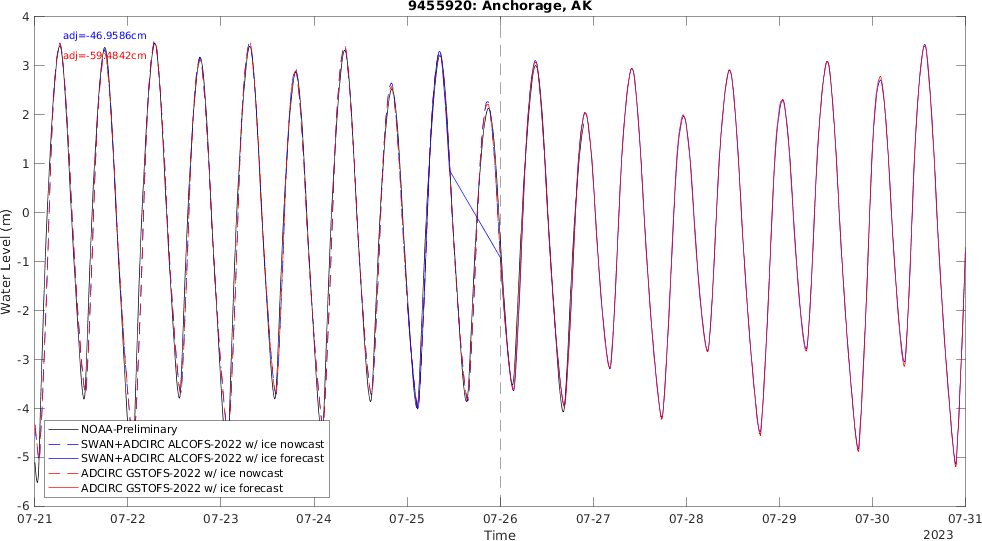 9455920: Anchorage, AK
adj=-46.9586cm
adj=-59.4842cm
4
3
2
1
0
-1
-2
-3
-4
-5
-6
Water Level (m)
NOAA-Preliminary
SWAN+ADCIRC ALCOFS-2022 w/ ice nowcast
SWAN+ADCIRC ALCOFS-2022 w/ ice forecast
ADCIRC GSTOFS-2022 w/ ice nowcast
ADCIRC GSTOFS-2022 w/ ice forecast
07-21 07-22 07-23 07-24 07-25 07-26 07-27 07-28 07-29 07-30 07-31
Time
2023